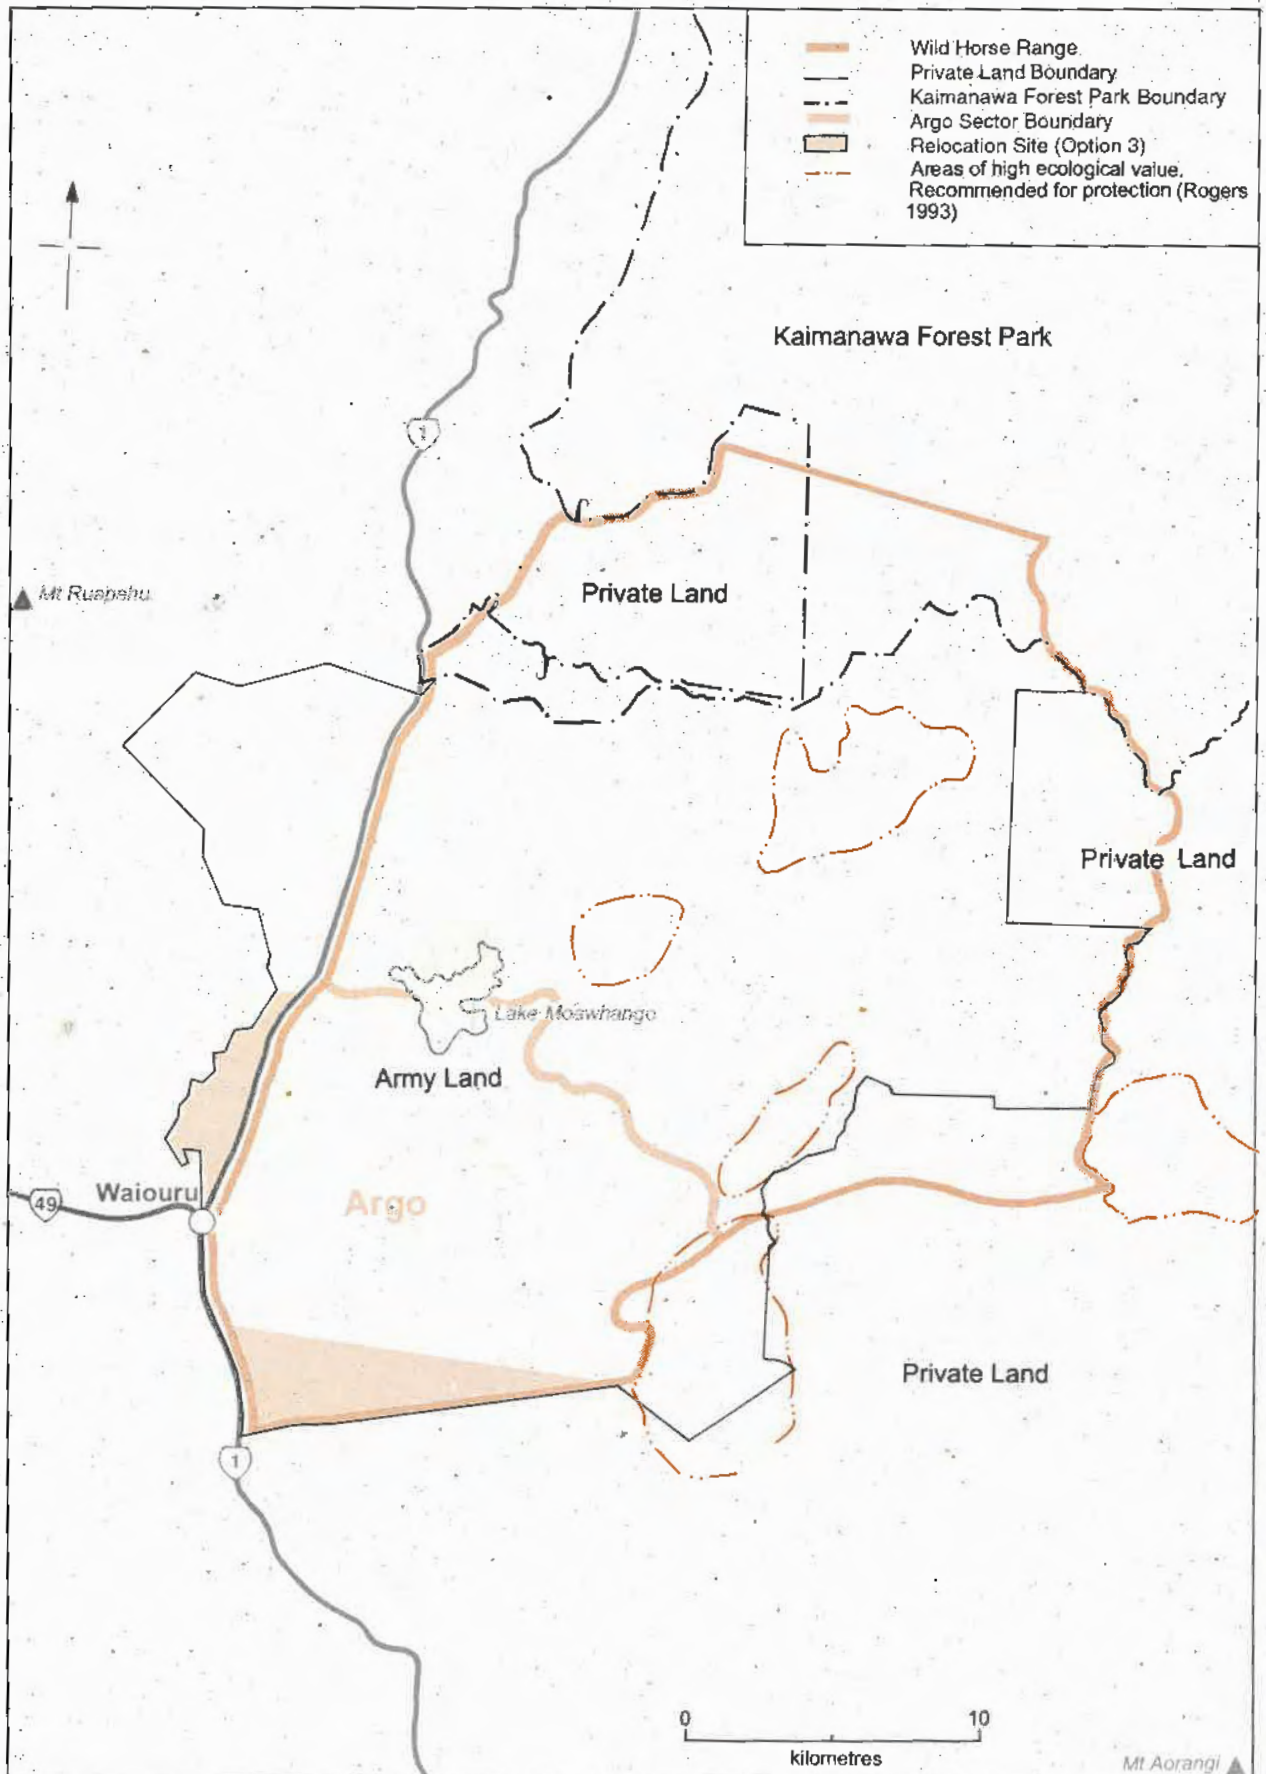 Wild Horse Range
Private Land Boundary
Kaimanawa Forest Park Boundary
Argo Sector Boundary
Relocation Site (Option 3)
Areas of high ecological value.
Recommended for protection (Rogers
1993)
Kaimanawa Forest Park
1
Mt Ruapehu
Private Land
Private Land
Lake Moawhango
Army Land
49
Waiouru
Argo
Private Land
1
0 10
kilometres
Mt Aorangi